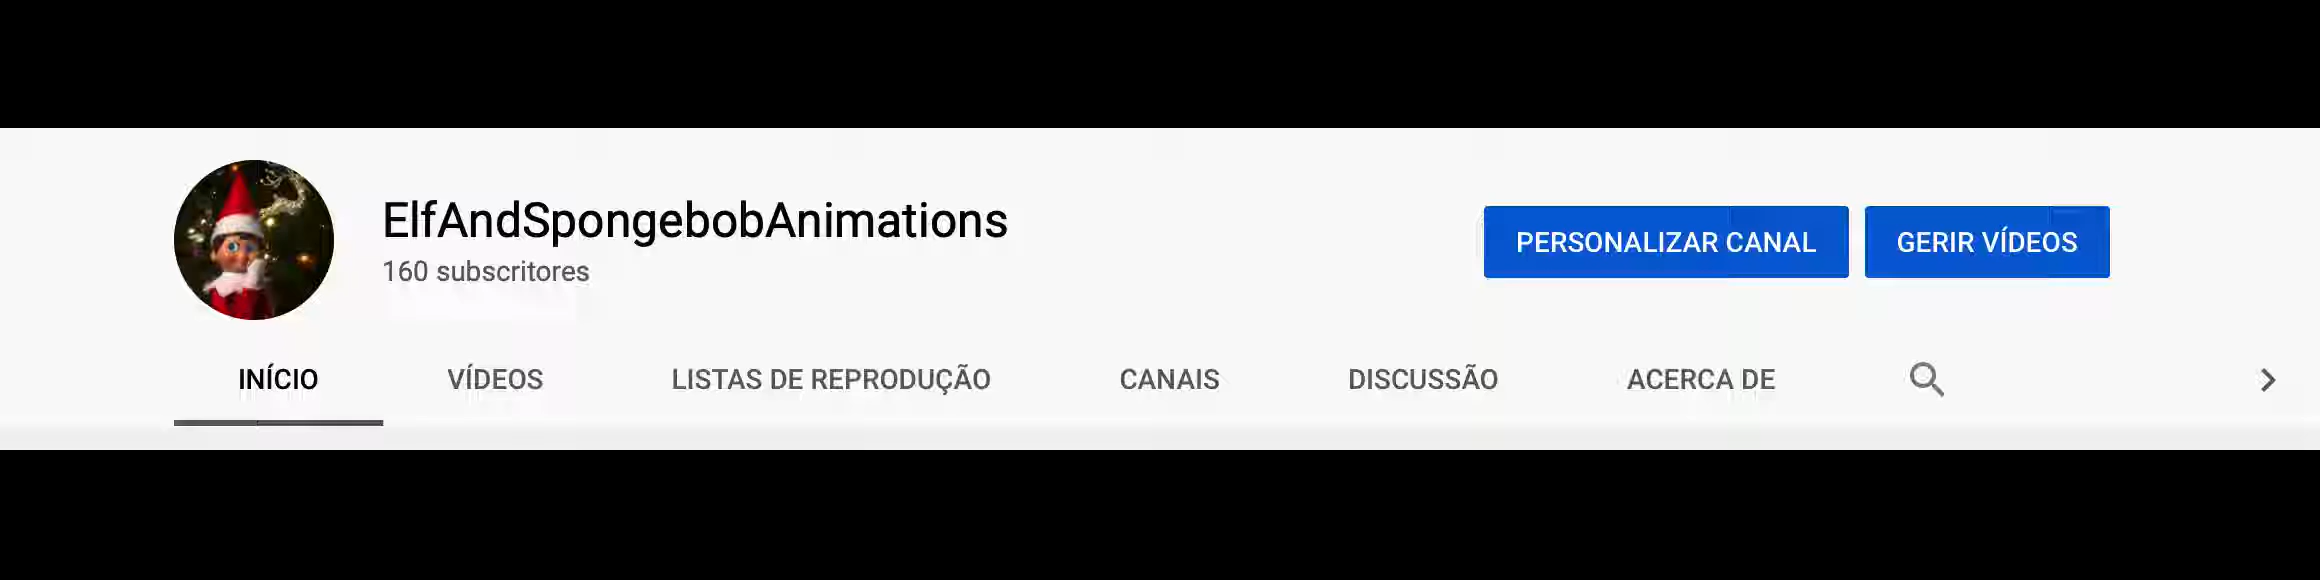 ElfAndSpongebobAnimations
160 subscritores
PERSONALIZAR CANAL
GERIR VÍDEOS
INÍCIO
VÍDEOS
LISTAS DE REPRODUÇÃO
CANAIS
DISCUSSÃO
ACERCA DE